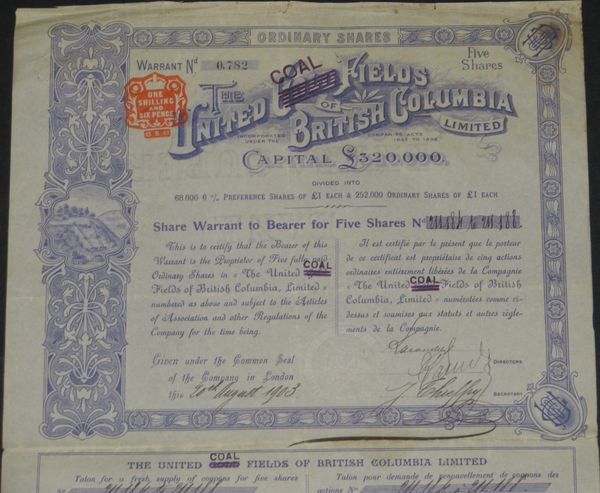 ORDINARY SHARES
WARRANT Nd 0.782
Five Shares
ONE SHILLING AND SIX PENCE
THE
UNITED COAL FIELDS
OF
BRITISH COLUMBIA
LIMITED
INCORPORATED UNDER THE COMPANIES ACTS
CAPITAL £320,000.
DIVIDED INTO
68.000 6 % PREFERENCE SHARES OF £1 EACH & 252.000 ORDINARY SHARES OF £1 EACH
Share Warrant to Bearer for Five Shares No
This is to certify that the Bearer of this
Warrant is the Proprietor of Five fully paid
Ordinary Shares in « The United COAL
Fields of British Columbia, Limited »
numbered as above and subject to the Articles
of Association and other Regulations of the
Company for the time being.
Il est certifié par le présent que le porteur
de ce certificat est propriétaire de cinq actions
ordinaires entièrement libérées de la Compagnie
« The United COAL Fields of British
Columbia, Limited » numérotées comme ci-
dessus et soumises aux statuts et autres règle-
ments de la Compagnie.
Given under the Common Seal
of the Company in London
this 20th August 1903
DIRECTORS.
SECRETARY.
THE UNITED COAL FIELDS OF BRITISH COLUMBIA LIMITED
Talon for a fresh supply of coupons for five shares
Talon pour demande de renouvellement de coupons des
No
actions No